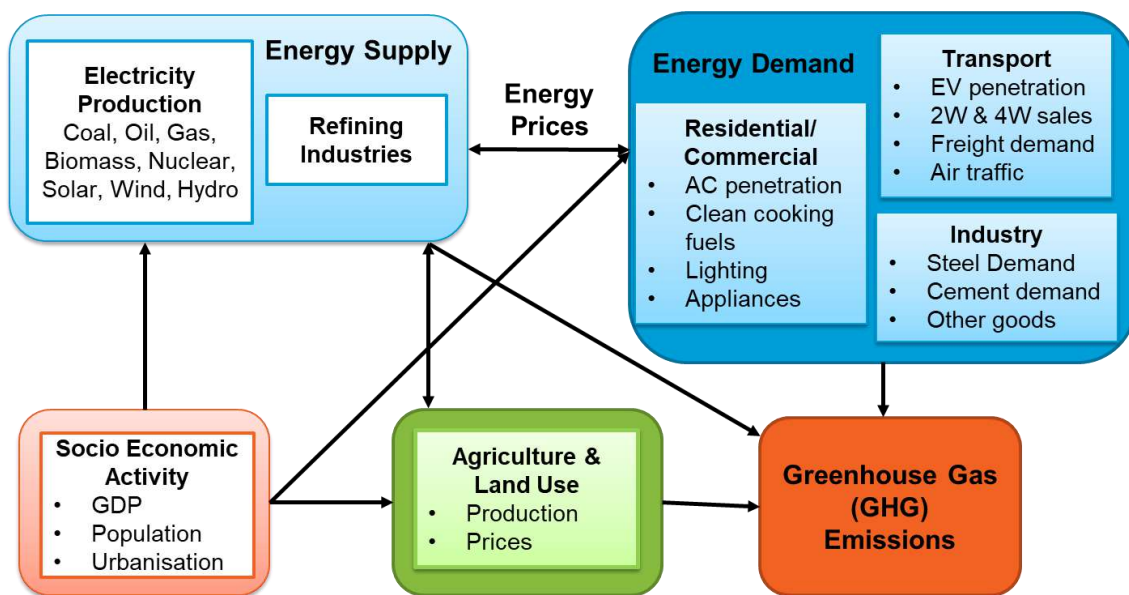 Energy Supply
Electricity
Production
Coal, Oil, Gas,
Biomass, Nuclear,
Solar, Wind, Hydro
Refining
Industries
Energy
Prices
Energy Demand
Residential/
Commercial
• AC penetration
• Clean cooking
fuels
• Lighting
• Appliances
Transport
• EV penetration
• 2W & 4W sales
• Freight demand
• Air traffic
Industry
• Steel Demand
• Cement demand
• Other goods
Socio Economic
Activity
• GDP
• Population
• Urbanisation
Agriculture &
Land Use
• Production
• Prices
Greenhouse Gas
(GHG)
Emissions